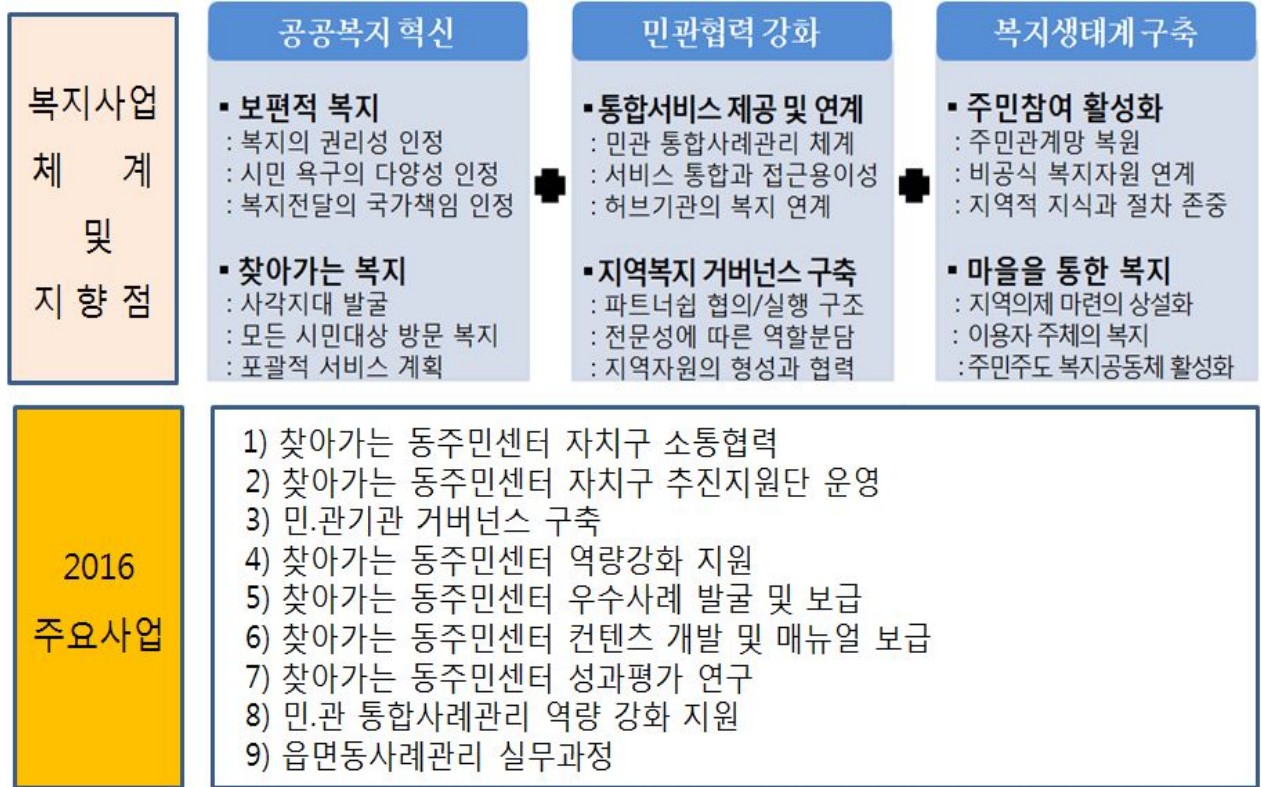 복지사업
체 계
및
지 향 점
공공복지 혁신
▪ 보편적 복지
: 복지의 권리성 인정
: 시민 욕구의 다양성 인정
: 복지전달의 국가책임 인정
▪ 찾아가는 복지
: 사각지대 발굴
: 모든 시민대상 방문 복지
: 포괄적 서비스 계획
민관협력 강화
▪ 통합서비스 제공 및 연계
: 민관 통합사례관리 체계
: 서비스 통합과 접근용이성
: 허브기관의 복지 연계
▪ 지역복지 거버넌스 구축
: 파트너쉽 협의/실행 구조
: 전문성에 따른 역할분담
: 지역자원의 형성과 협력
복지생태계 구축
▪ 주민참여 활성화
: 주민관계망 복원
: 비공식 복지자원 연계
: 지역적 지식과 절차 존중
▪ 마을을 통한 복지
: 지역의제 마련의 상설화
: 이용자 주체의 복지
: 주민주도 복지공동체 활성화
2016
주요사업
1) 찾아가는 동주민센터 자치구 소통협력
2) 찾아가는 동주민센터 자치구 추진지원단 운영
3) 민.관기관 거버넌스 구축
4) 찾아가는 동주민센터 역량강화 지원
5) 찾아가는 동주민센터 우수사례 발굴 및 보급
6) 찾아가는 동주민센터 컨텐츠 개발 및 매뉴얼 보급
7) 찾아가는 동주민센터 성과평가 연구
8) 민.관 통합사례관리 역량 강화 지원
9) 읍면동사례관리 실무과정